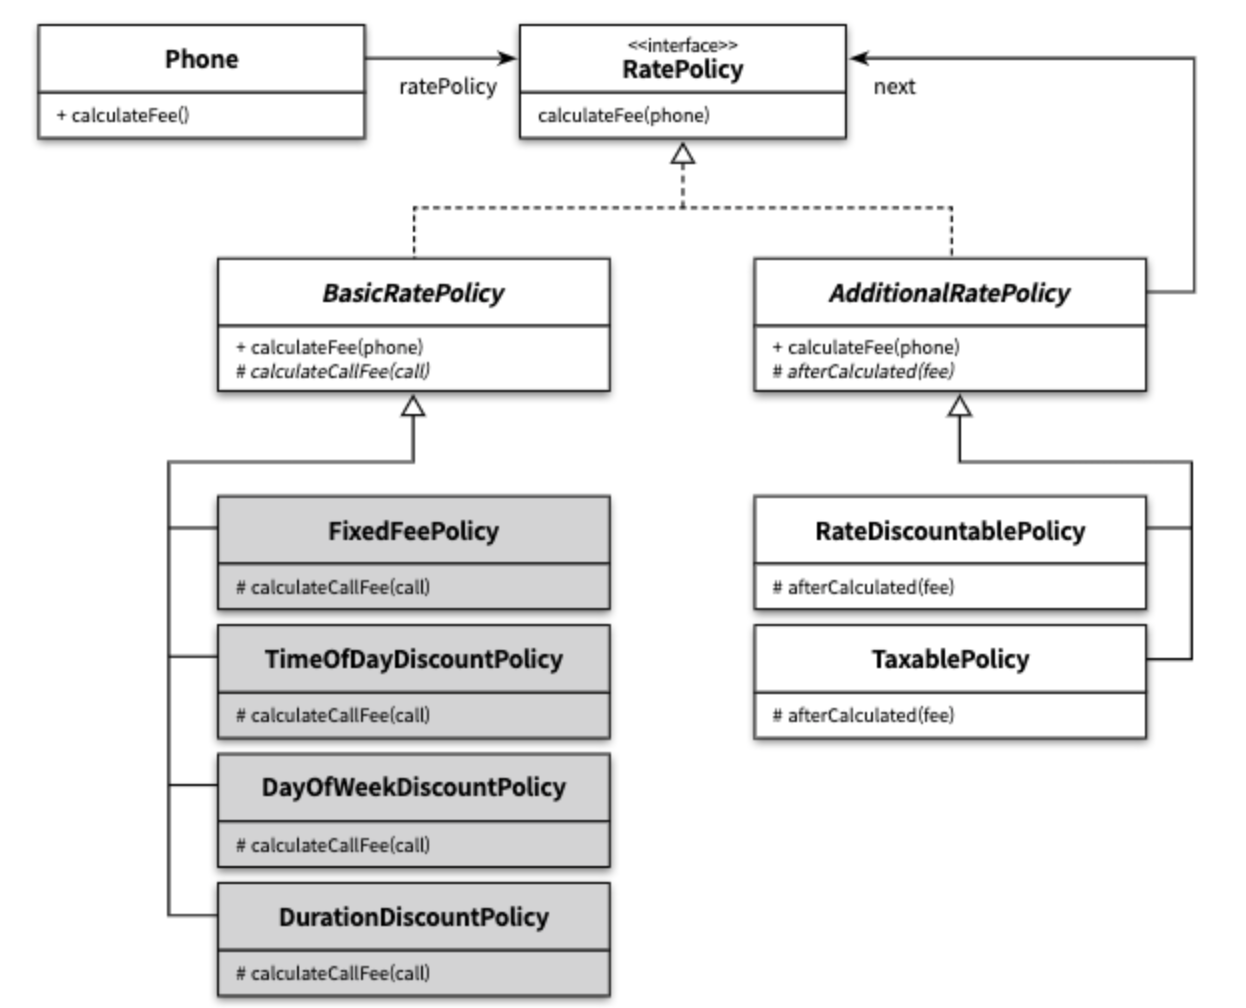 Phone
+ calculateFee()
ratePolicy
<<interface>>
RatePolicy
calculateFee(phone)
next
BasicRatePolicy
+ calculateFee(phone)
# calculateCallFee(call)
AdditionalRatePolicy
+ calculateFee(phone)
# afterCalculated(fee)
FixedFeePolicy
# calculateCallFee(call)
TimeOfDayDiscountPolicy
# calculateCallFee(call)
DayOfWeekDiscountPolicy
# calculateCallFee(call)
DurationDiscountPolicy
# calculateCallFee(call)
RateDiscountablePolicy
# afterCalculated(fee)
TaxablePolicy
# afterCalculated(fee)